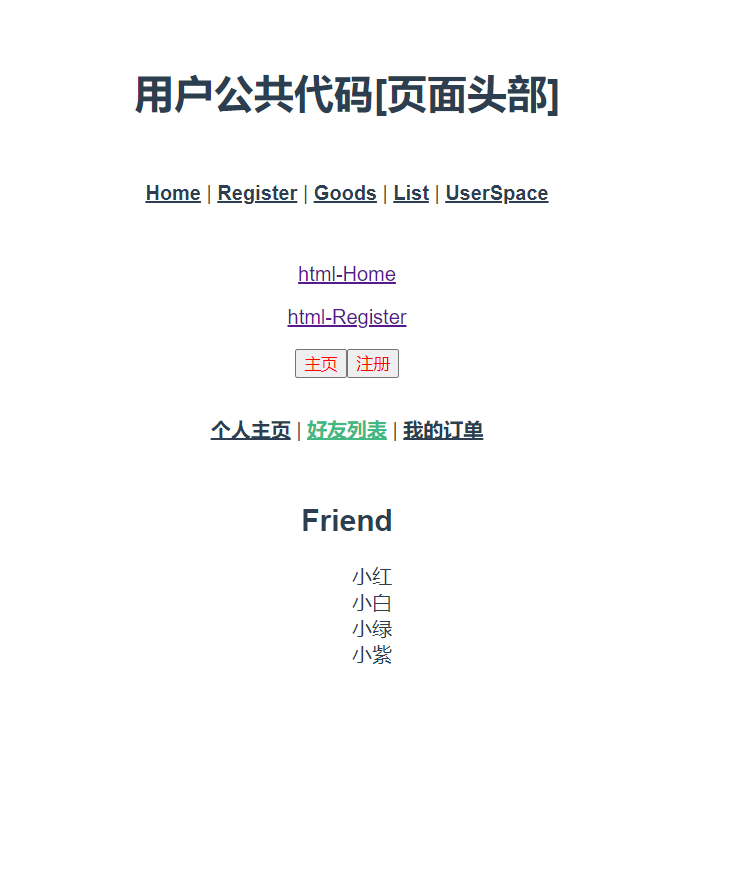 用户公共代码[页面头部]
Home | Register | Goods | List | UserSpace
html-Home
html-Register
主页 注册
个人主页 | 好友列表 | 我的订单
Friend
小红
小白
小绿
小紫